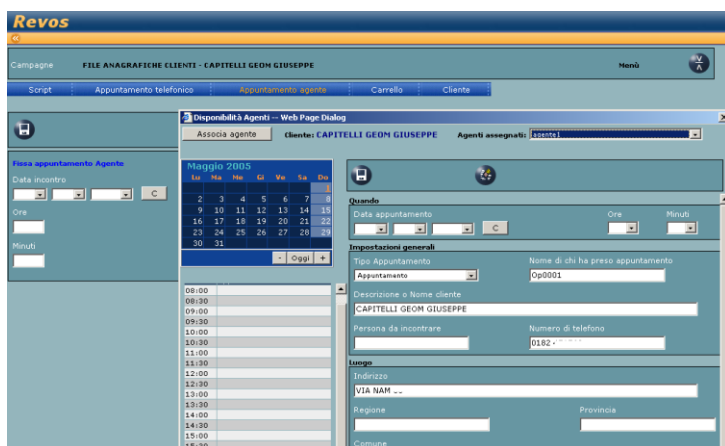 Revos
Campagne FILE ANAGRAFICHE CLIENTI - CAPITELLI GEOM GIUSEPPE Menù
Script Appuntamento telefonico Appuntamento agente Carrello Cliente
Disponibilità Agenti -- Web Page Dialog
Associa agente Cliente: CAPITELLI GEOM GIUSEPPE Agenti assegnati: agente1
Fissa appuntamento Agente
Data incontro
C
Ore
Minuti
Maggio 2005
Lu Ma Me Gi Ve Sa Do
1
2 3 4 5 6 7 8
9 10 11 12 13 14 15
16 17 18 19 20 21 22
23 24 25 26 27 28 29
30 31
- Oggi +
08:00
08:30
09:00
09:30
10:00
10:30
11:00
11:30
12:00
12:30
13:00
13:30
14:00
14:30
15:00
15:30
Quando
Data appuntamento Ore Minuti
C
Impostazioni generali
Tipo Appuntamento Nome di chi ha preso appuntamento
Appuntamento Op0001
Descrizione o Nome cliente
CAPITELLI GEOM GIUSEPPE
Persona da incontrare Numero di telefono
0182-
Luogo
Indirizzo
VIA NAM
Regione Provincia
Comune